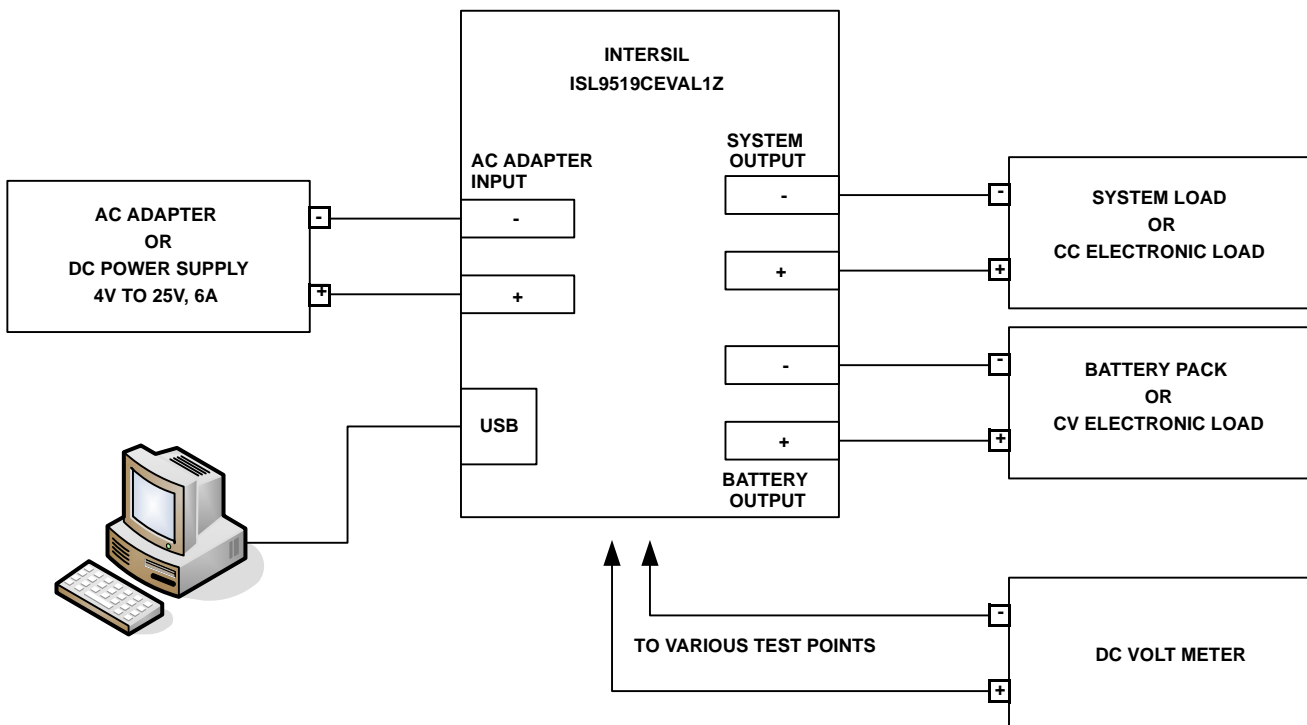 INTERSIL
ISL9519CEVAL1Z
AC ADAPTER
INPUT
-
+
USB
SYSTEM
OUTPUT
-
+
-
+
BATTERY
OUTPUT
AC ADAPTER
OR
DC POWER SUPPLY
4V TO 25V, 6A
-
+
-
+
SYSTEM LOAD
OR
CC ELECTRONIC LOAD
-
+
BATTERY PACK
OR
CV ELECTRONIC LOAD
TO VARIOUS TEST POINTS
-
+
DC VOLT METER